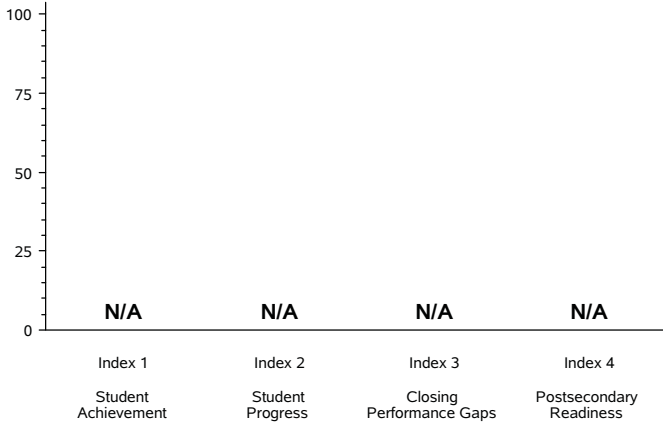 100
75
50
25
0
N/A N/A N/A N/A
Index 1 Index 2 Index 3 Index 4
Student Student Closing Postsecondary
Achievement Progress Performance Gaps Readiness